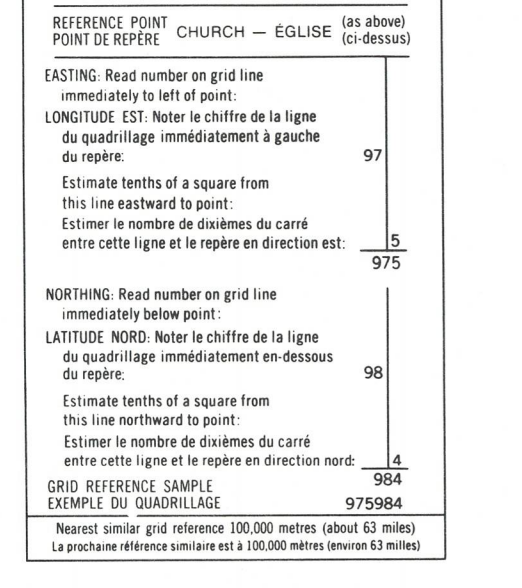 REFERENCE POINT
POINT DE REPÈRE
CHURCH — ÉGLISE
(as above)
(ci-dessus)
EASTING: Read number on grid line
immediately to left of point:
LONGITUDE EST: Noter le chiffre de la ligne
du quadrillage immédiatement à gauche
du repère: 97
Estimate tenths of a square from
this line eastward to point:
Estimer le nombre de dixièmes du carré
entre cette ligne et le repère en direction est: 5
975
NORTHING: Read number on grid line
immediately below point:
LATITUDE NORD: Noter le chiffre de la ligne
du quadrillage immédiatement en-dessous
du repère: 98
Estimate tenths of a square from
this line northward to point:
Estimer le nombre de dixièmes du carré
entre cette ligne et le repère en direction nord: 4
984
GRID REFERENCE SAMPLE
EXEMPLE DU QUADRILLAGE 975984
Nearest similar grid reference 100,000 metres (about 63 miles)
La prochaine référence similaire est à 100,000 mètres (environ 63 milles)